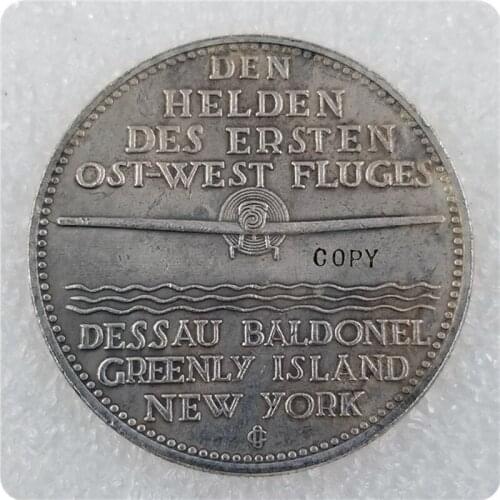 DEN
HELDEN
DES ERSTEN
OST-WEST FLUGES
COPY
DESSAU BALDONEL
GREENLY ISLAND
NEW YORK